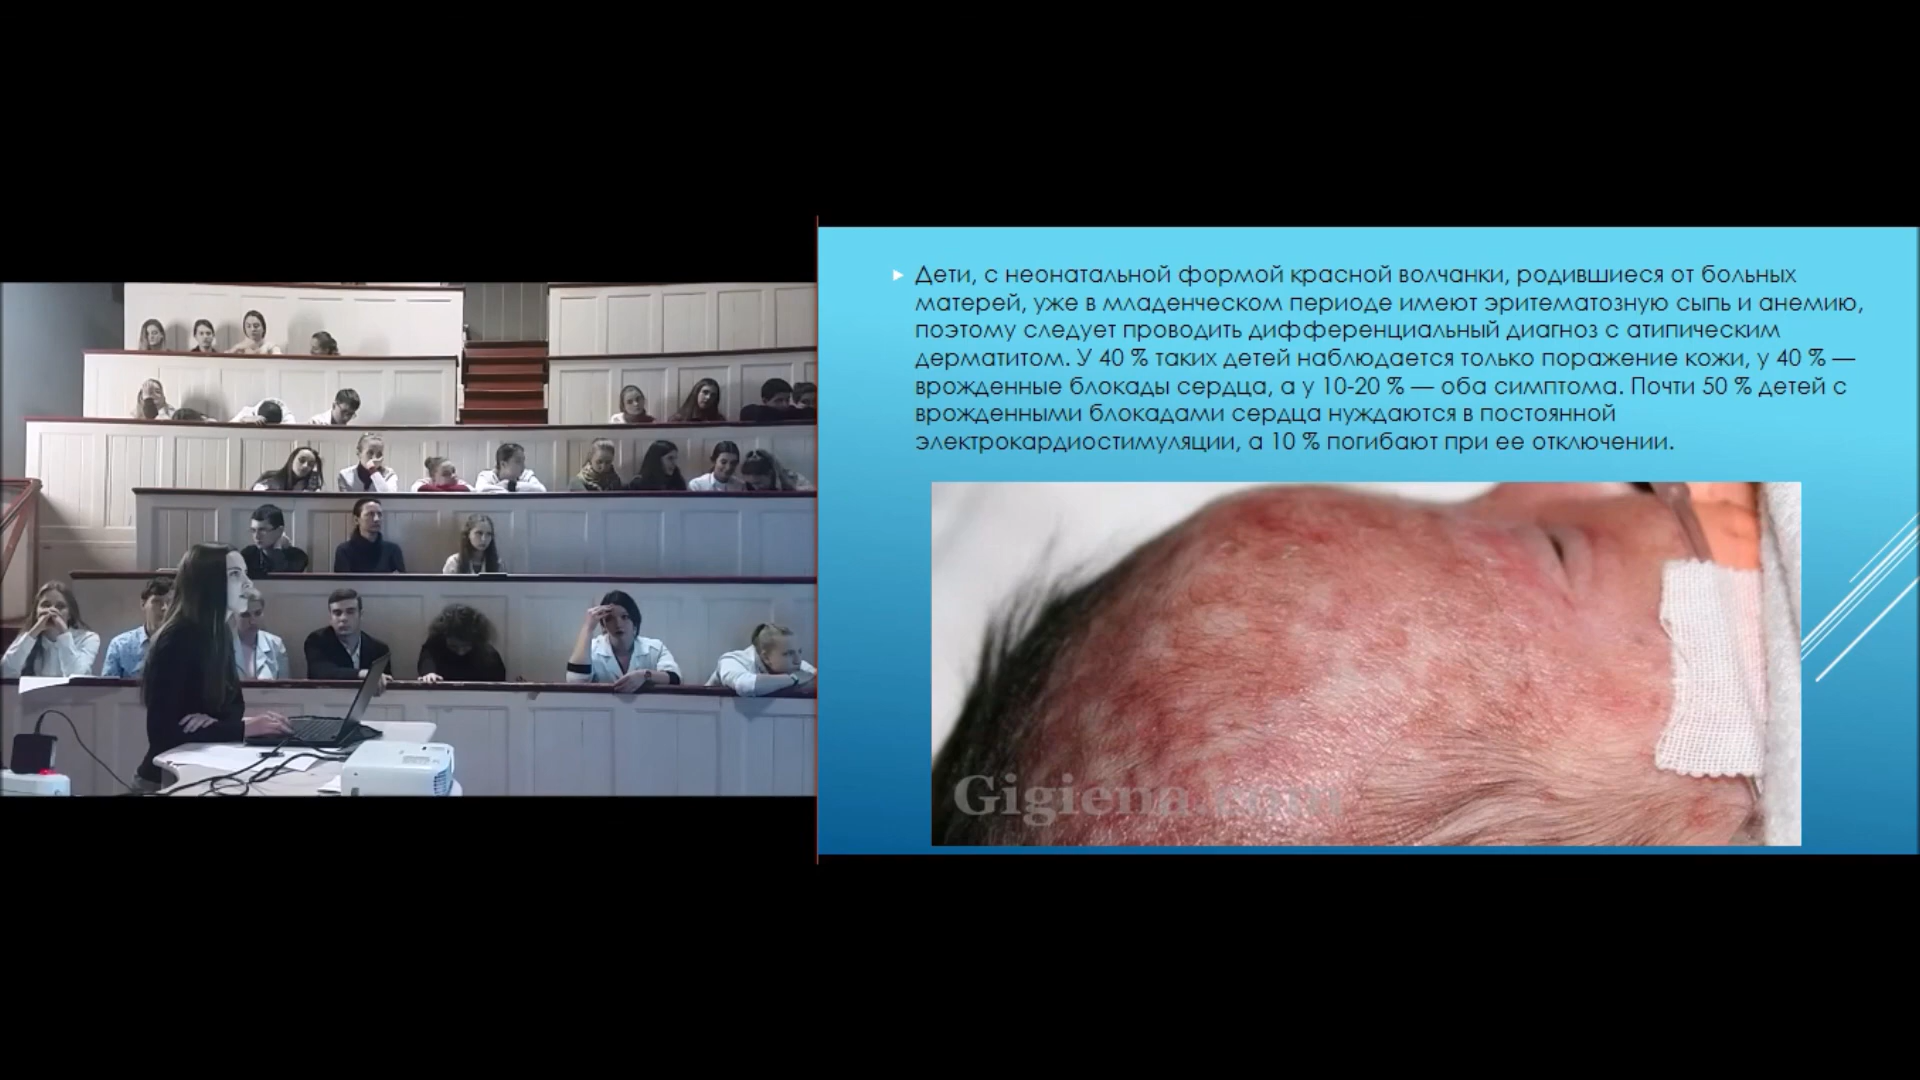 Дети, с неонатальной формой красной волчанки, родившиеся от больных
матерей, уже в младенческом периоде имеют эритематозную сыпь и анемию,
поэтому следует проводить дифференциальный диагноз с атипическим
дерматитом. У 40 % таких детей наблюдается только поражение кожи, у 40 % —
врожденные блокады сердца, а у 10-20 % — оба симптома. Почти 50 % детей с
врожденными блокадами сердца нуждаются в постоянной
электрокардиостимуляции, а 10 % погибают при ее отключении.
Gigiena.com